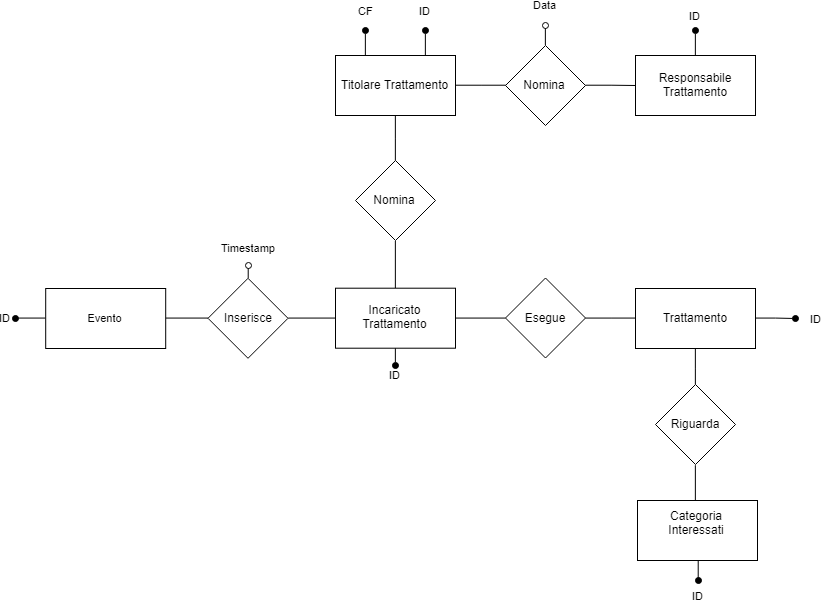 CF
ID
Data
ID
Titolare Trattamento
Nomina
Responsabile
Trattamento
Nomina
Timestamp
ID
Evento
Inserisce
Incaricato
Trattamento
Esegue
Trattamento
ID
ID
Riguarda
Categoria
Interessati
ID